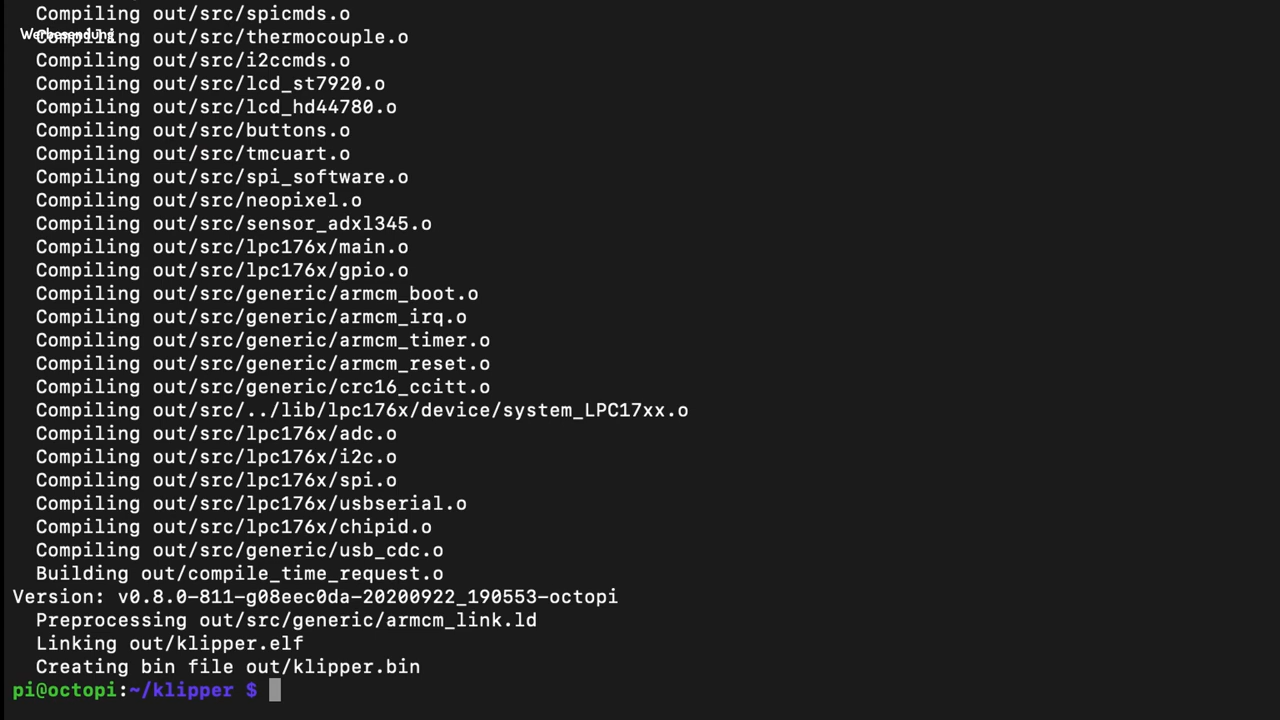 Compiling out/src/spicmds.o
Werbesendung
Compiling out/src/thermocouple.o
Compiling out/src/i2ccmds.o
Compiling out/src/lcd_st7920.o
Compiling out/src/lcd_hd44780.o
Compiling out/src/buttons.o
Compiling out/src/tmcuart.o
Compiling out/src/spi_software.o
Compiling out/src/neopixel.o
Compiling out/src/sensor_adxl345.o
Compiling out/src/lpc176x/main.o
Compiling out/src/lpc176x/gpio.o
Compiling out/src/generic/armcm_boot.o
Compiling out/src/generic/armcm_irq.o
Compiling out/src/generic/armcm_timer.o
Compiling out/src/generic/armcm_reset.o
Compiling out/src/generic/crc16_ccitt.o
Compiling out/src/../lib/lpc176x/device/system_LPC17xx.o
Compiling out/src/lpc176x/adc.o
Compiling out/src/lpc176x/i2c.o
Compiling out/src/lpc176x/spi.o
Compiling out/src/lpc176x/usbserial.o
Compiling out/src/lpc176x/chipid.o
Compiling out/src/generic/usb_cdc.o
Building out/compile_time_request.o
Version: v0.8.0-811-g08eec0da-20200922_190553-octopi
Preprocessing out/src/generic/armcm_link.ld
Linking out/klipper.elf
Creating bin file out/klipper.bin
pi@octopi:~/klipper $